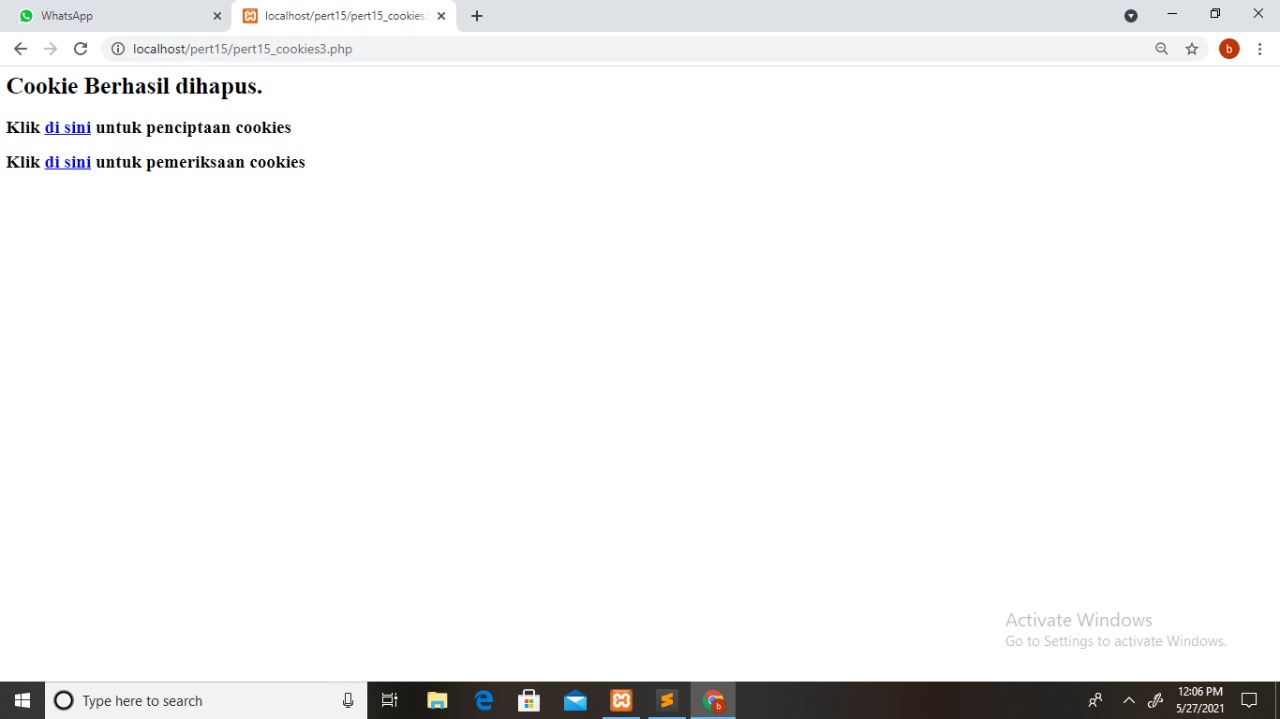 WhatsApp
localhost/pert15/pert15_cookies
localhost/pert15/pert15_cookies3.php
b
Cookie Berhasil dihapus.
Klik di sini untuk penciptaan cookies
Klik di sini untuk pemeriksaan cookies
Activate Windows
Go to Settings to activate Windows.
Type here to search
b
12:06 PM
5/27/2021